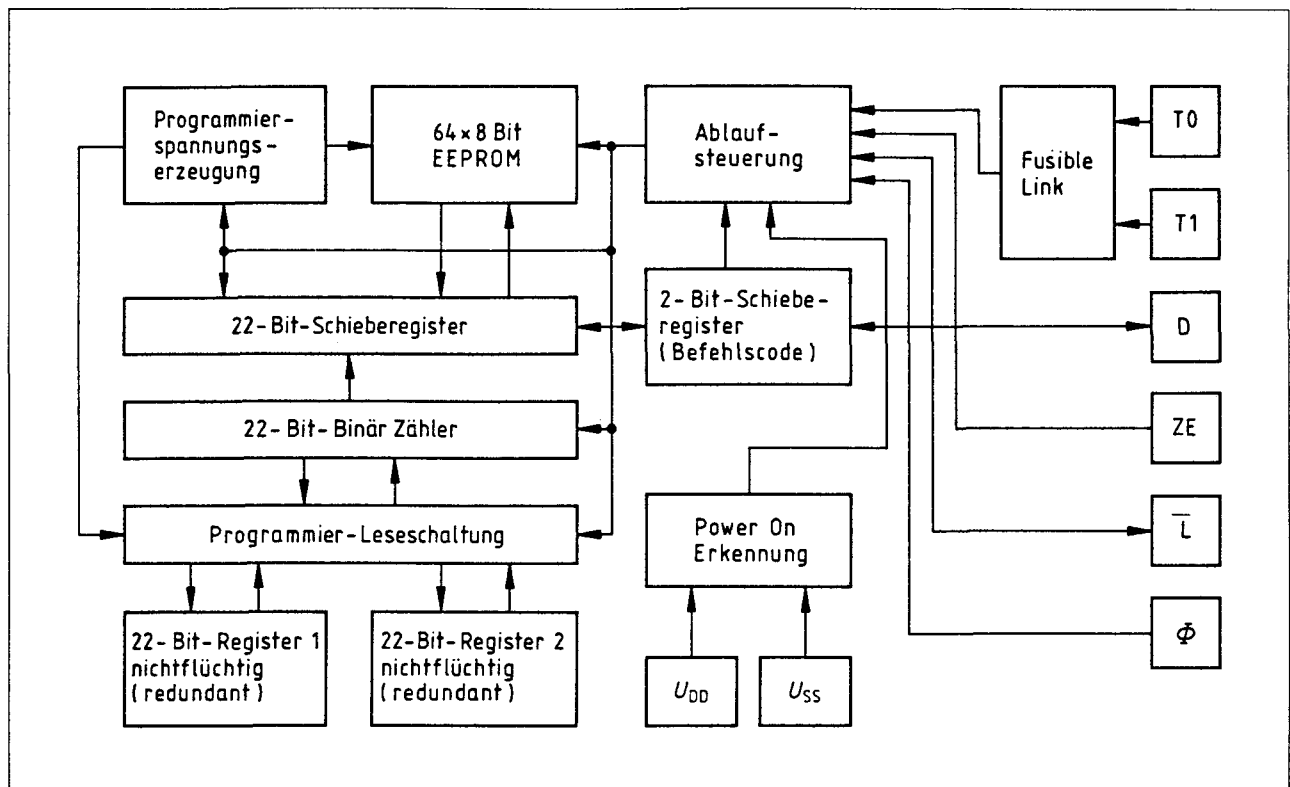 Programmier-
spannungs-
erzeugung
64×8 Bit
EEPROM
Ablauf-
steuerung
Fusible
Link
T0
T1
22-Bit-Schieberegister
2-Bit-Schiebe-
register
(Befehlscode)
D
22-Bit-Binär Zähler
ZE
Programmier-Leseschaltung
Power On
Erkennung
L̅
22-Bit-Register 1
nichtflüchtig
(redundant)
22-Bit-Register 2
nichtflüchtig
(redundant)
U_DD
U_SS
Φ